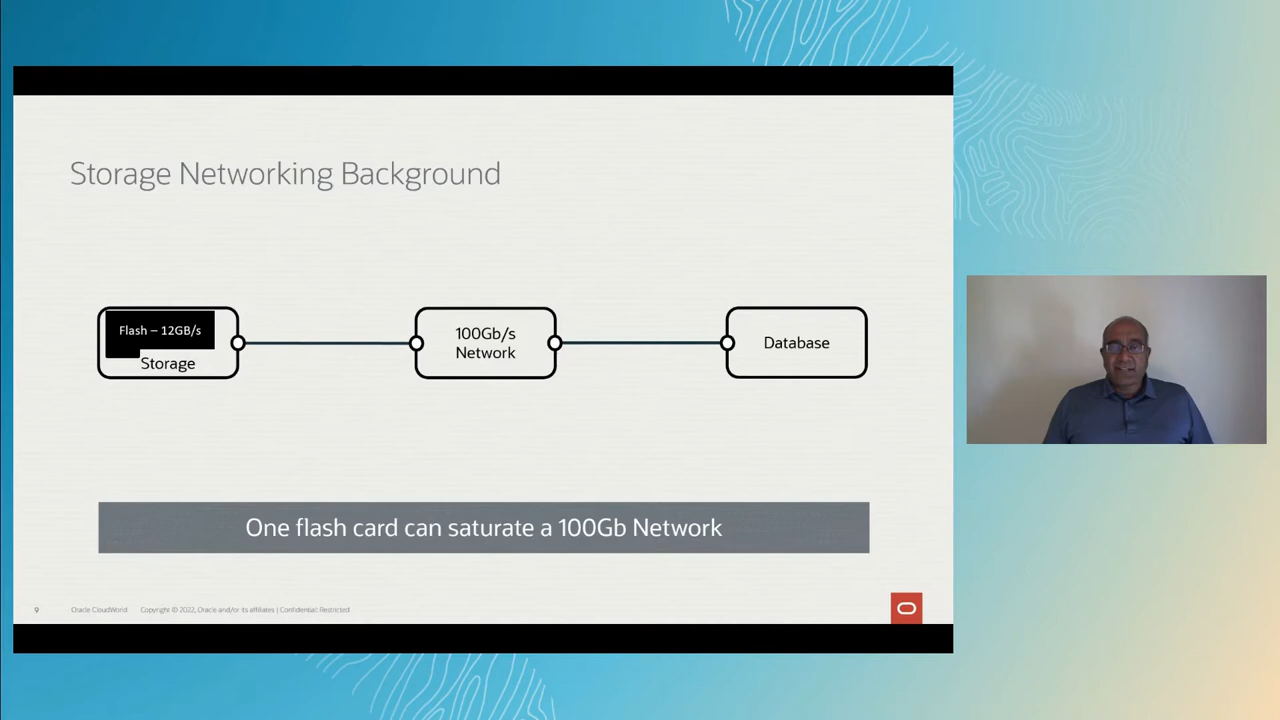 Storage Networking Background
Flash – 12GB/s
Storage
100Gb/s
Network
Database
One flash card can saturate a 100Gb Network
9 Oracle CloudWorld Copyright © 2022, Oracle and/or its affiliates | Confidential: Restricted